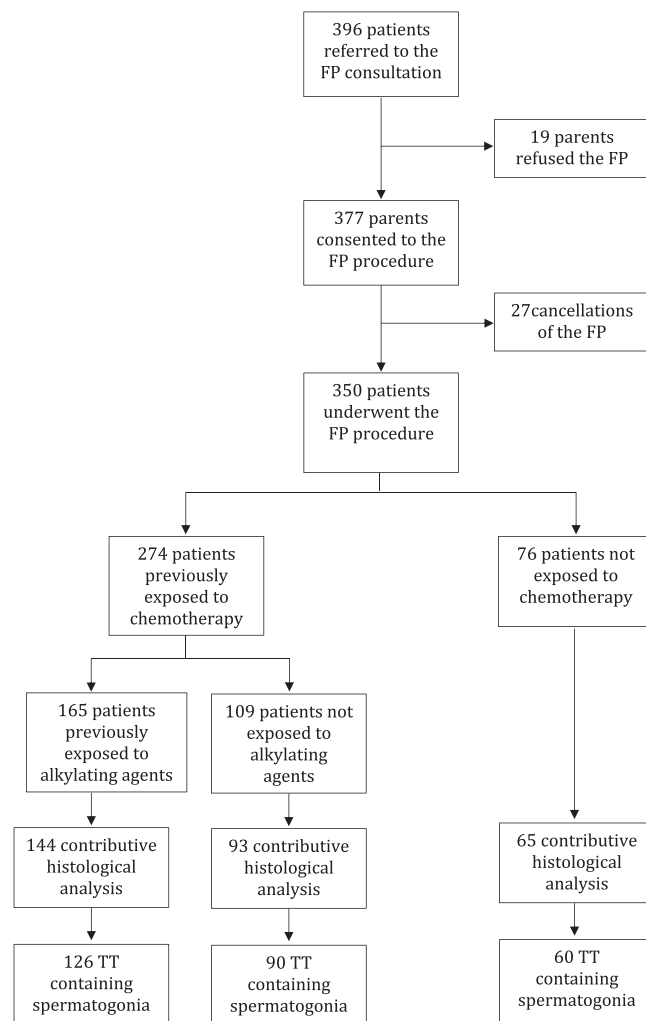 396 patients
referred to the
FP consultation
19 parents
refused the FP
377 parents
consented to the
FP procedure
27cancellations
of the FP
350 patients
underwent the
FP procedure
274 patients
previously
exposed to
chemotherapy
76 patients not
exposed to
chemotherapy
165 patients
previously
exposed to
alkylating agents
109 patients not
exposed to
alkylating
agents
144 contributive
histological
analysis
93 contributive
histological
analysis
65 contributive
histological
analysis
126 TT
containing
spermatogonia
90 TT
containing
spermatogonia
60 TT
containing
spermatogonia